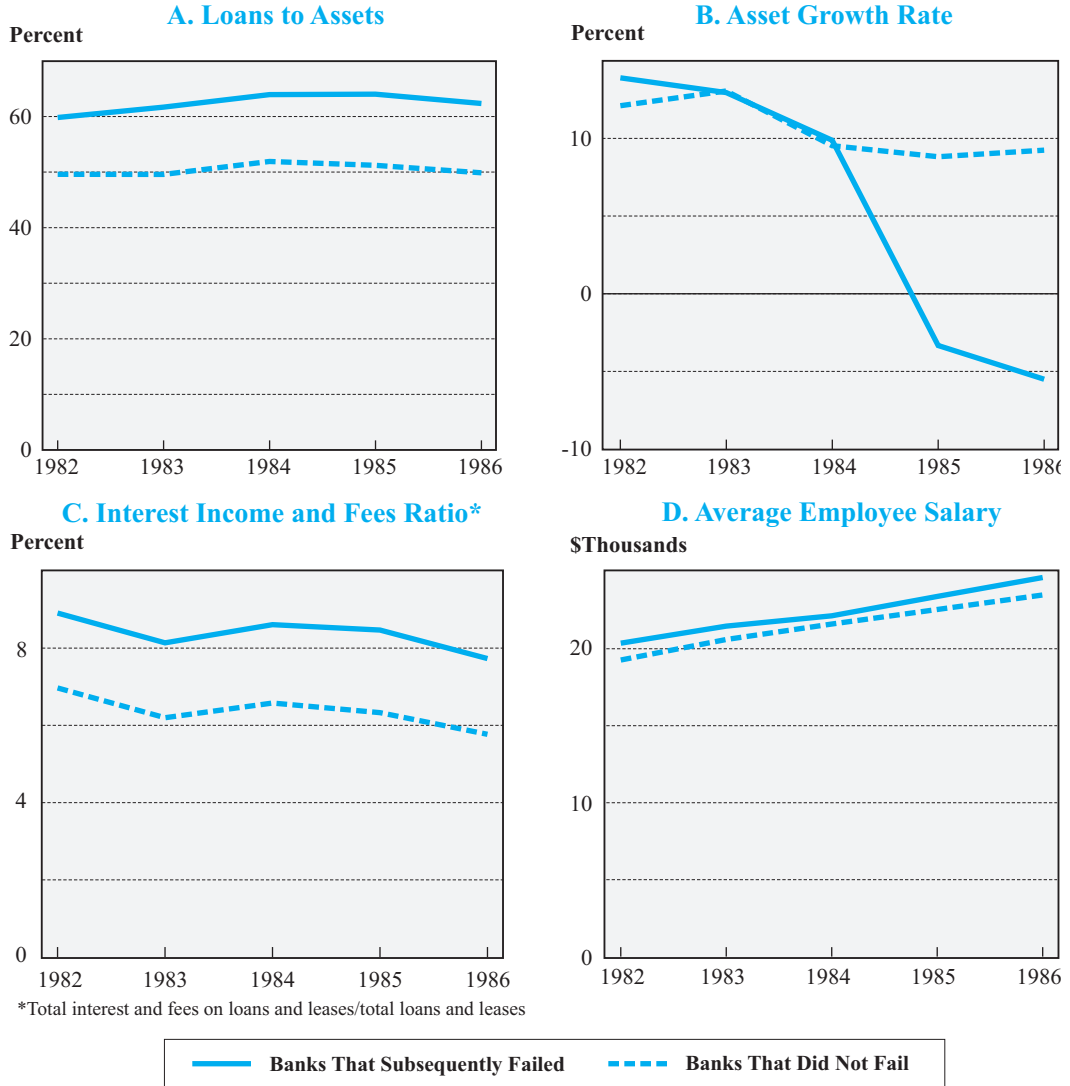 A. Loans to Assets
Percent
60
40
20
0
1982 1983 1984 1985 1986
B. Asset Growth Rate
Percent
10
0
-10
1982 1983 1984 1985 1986
C. Interest Income and Fees Ratio*
Percent
8
4
0
1982 1983 1984 1985 1986
*Total interest and fees on loans and leases/total loans and leases
D. Average Employee Salary
$Thousands
20
10
0
1982 1983 1984 1985 1986
Banks That Subsequently Failed Banks That Did Not Fail